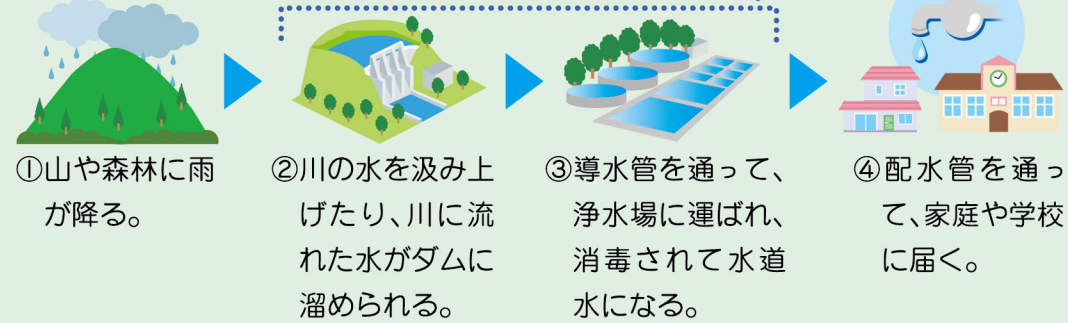 ①山や森林に雨
が降る。
②川の水を汲み上
げたり、川に流
れた水がダムに
溜められる。
③導水管を通って、
浄水場に運ばれ、
消毒されて水道
水になる。
④配水管を通っ
て、家庭や学校
に届く。